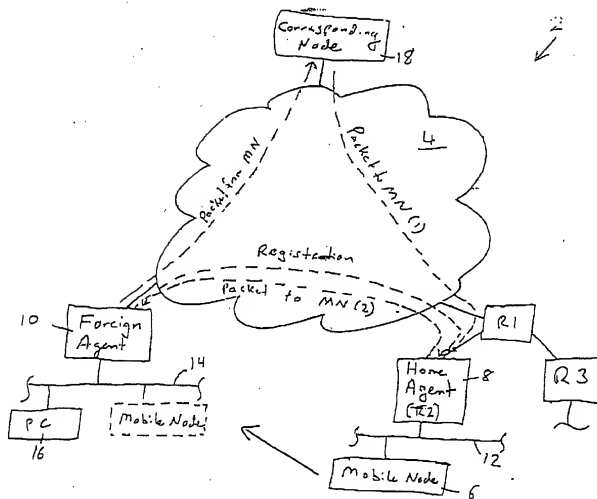 Corresponding
Node
18
2
4
Packet from MN
Packet to MN (1)
Registration
Packet to MN (2)
10
Foreign
Agent
R1
R3
14
Home
Agent
(R2)
8
PC
16
Mobile Node
12
Mobile Node
6